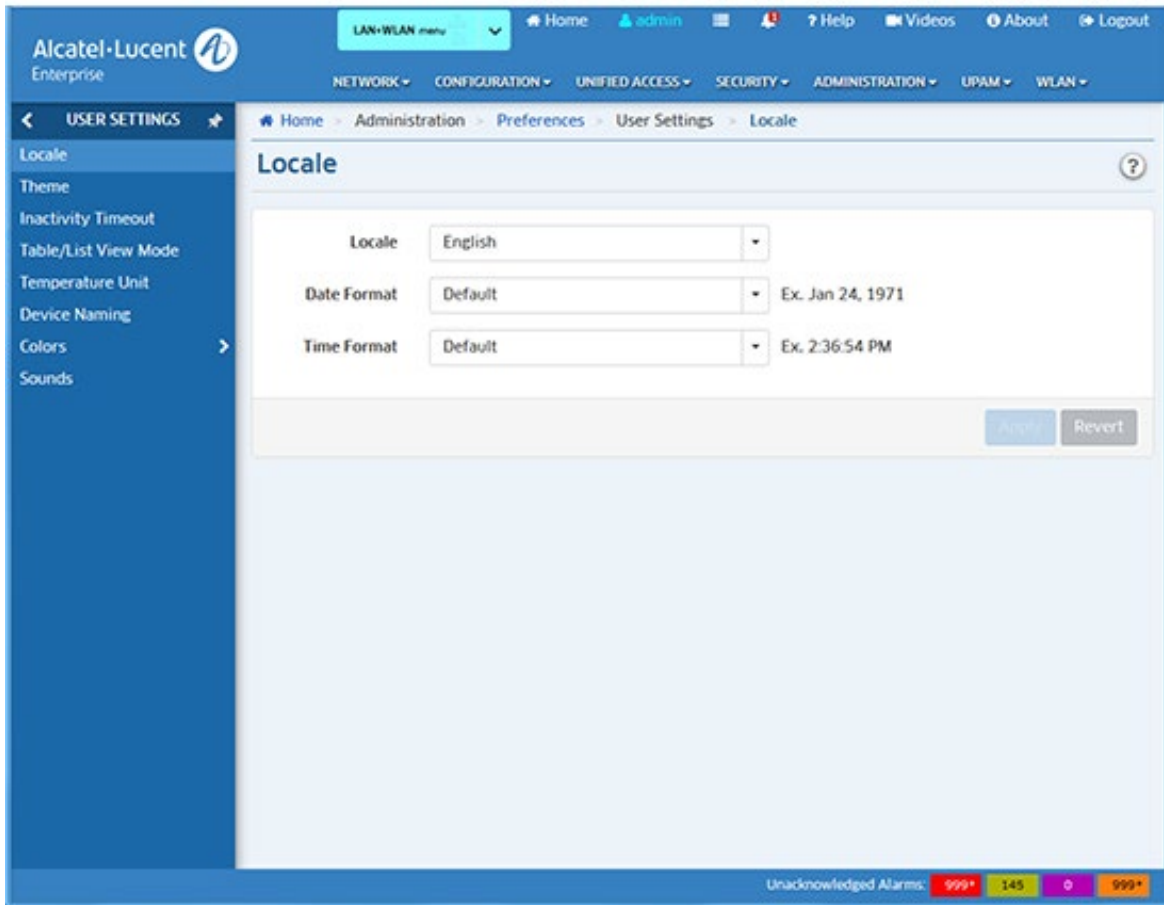 Alcatel·Lucent
Enterprise
LAN+WLAN menu
Home admin ? Help Videos About Logout
NETWORK CONFIGURATION UNIFIED ACCESS SECURITY ADMINISTRATION UPAM WLAN
USER SETTINGS
Home > Administration > Preferences > User Settings > Locale
Locale
Theme
Inactivity Timeout
Table/List View Mode
Temperature Unit
Device Naming
Colors
Sounds
Locale
?
Locale English
Date Format Default Ex. Jan 24, 1971
Time Format Default Ex. 2:36:54 PM
Apply Revert
Unacknowledged Alarms: 999+ 145 0 999+